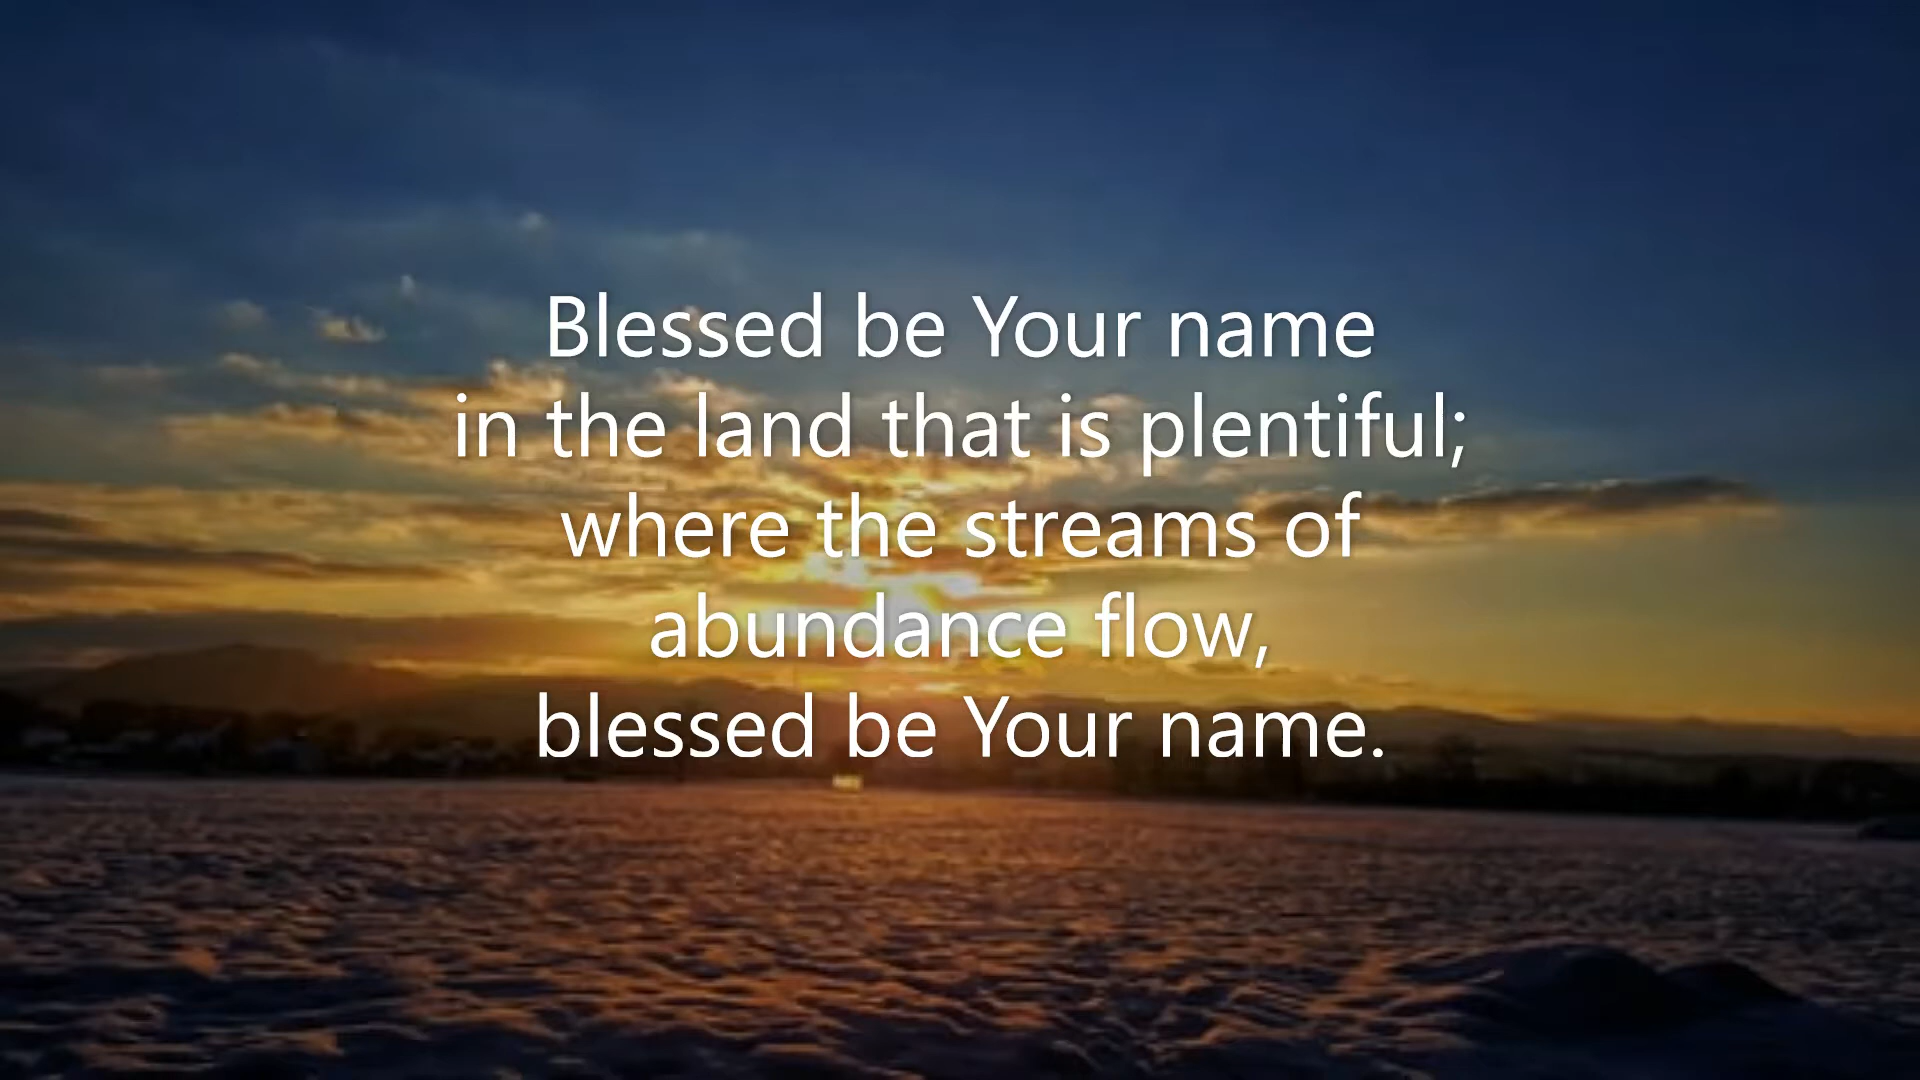 Blessed be Your name
in the land that is plentiful;
where the streams of
abundance flow,
blessed be Your name.